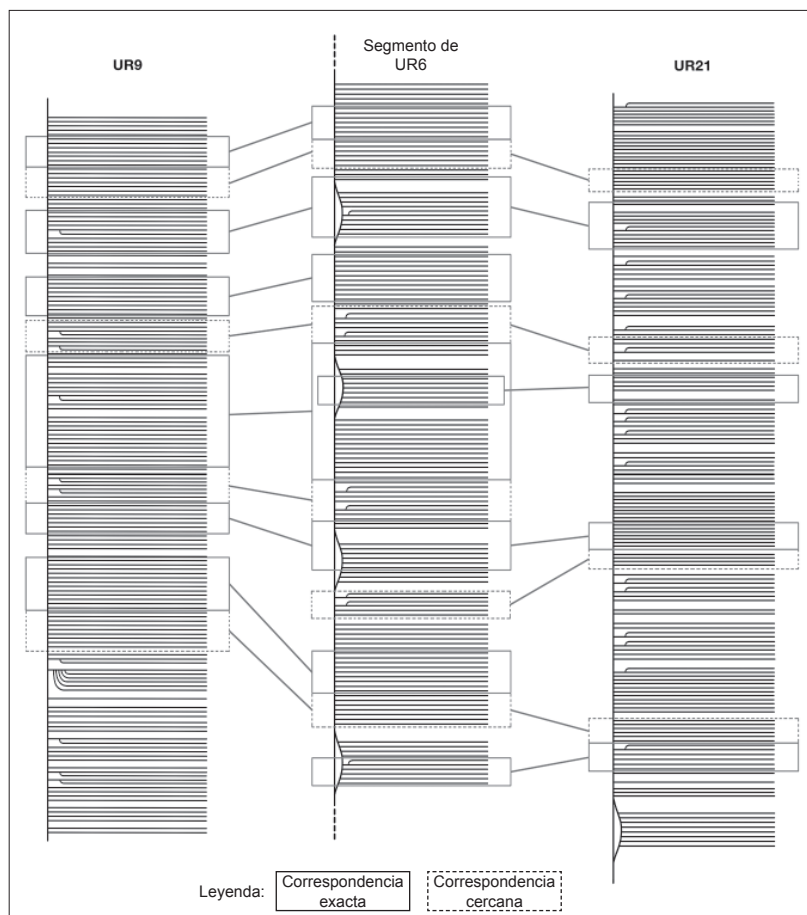 UR9
Segmento de
UR6
UR21
Leyenda:
Correspondencia
exacta
Correspondencia
cercana